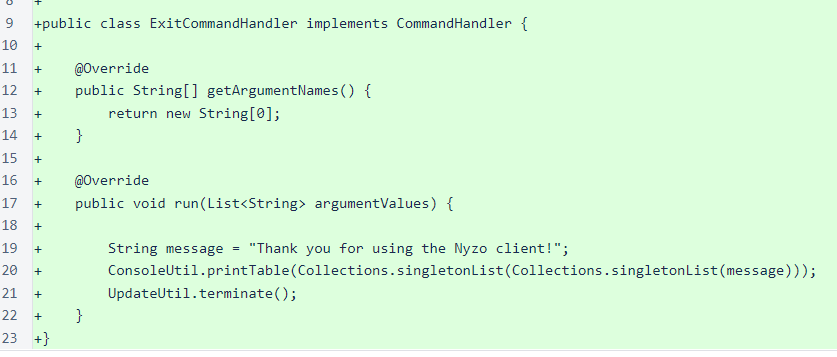 8 +
9 +public class ExitCommandHandler implements CommandHandler {
10 +
11 +    @Override
12 +    public String[] getArgumentNames() {
13 +        return new String[0];
14 +    }
15 +
16 +    @Override
17 +    public void run(List<String> argumentValues) {
18 +
19 +        String message = "Thank you for using the Nyzo client!";
20 +        ConsoleUtil.printTable(Collections.singletonList(Collections.singletonList(message)));
21 +        UpdateUtil.terminate();
22 +    }
23 +}